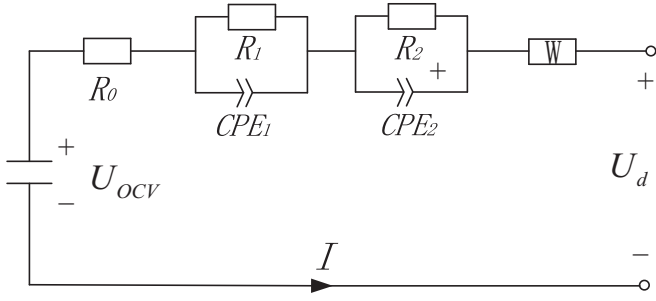 R0
R1
CPE1
R2
+
CPE2
W
+
+
UOCV
−
Ud
−
I